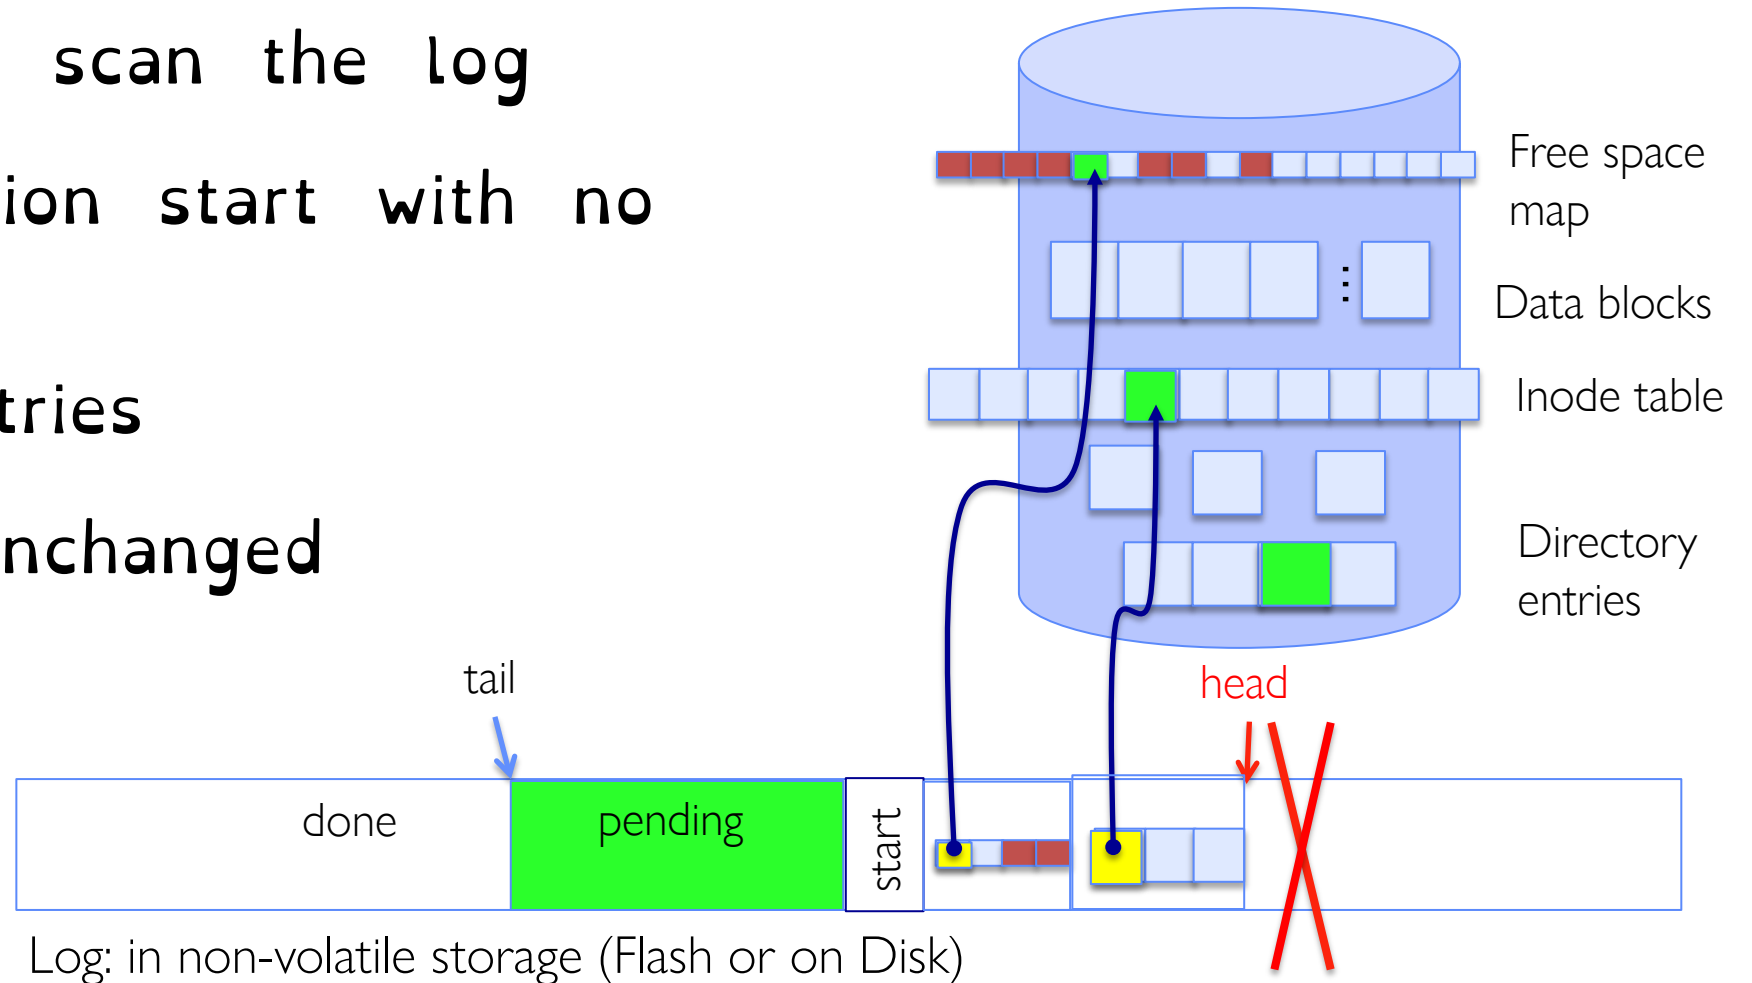 scan the log
ion start with no
tries
nchanged
Free space
map
Data blocks
...
Inode table
Directory
entries
tail
head
done
pending
start
Log: in non-volatile storage (Flash or on Disk)